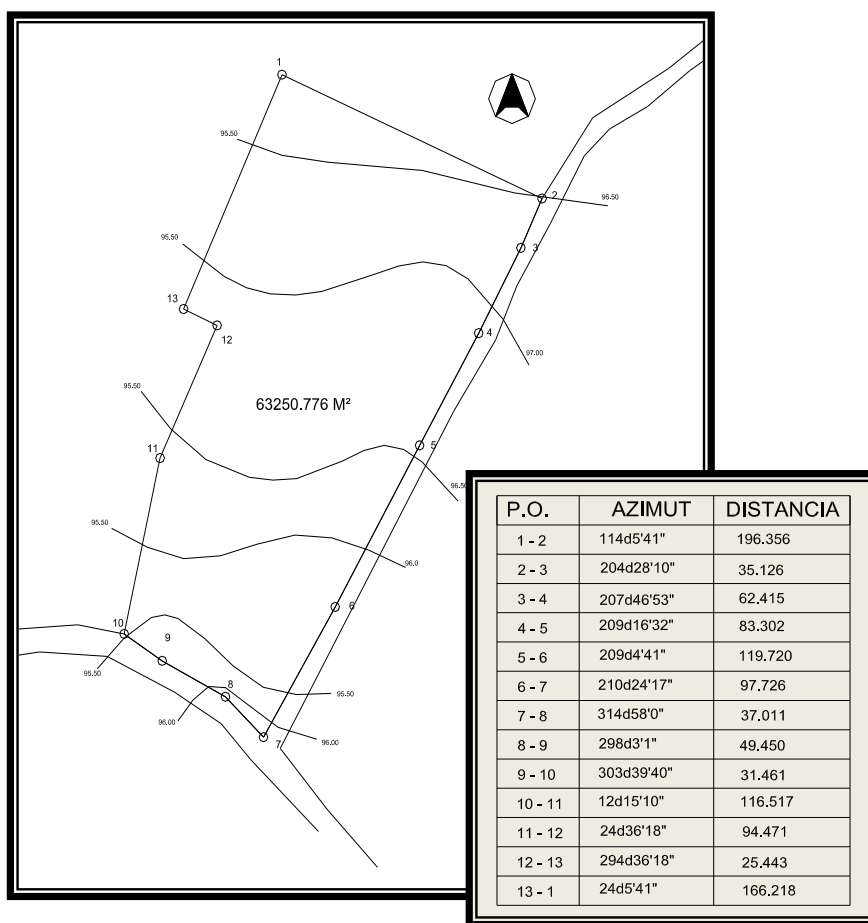 1
95.50
2
96.50
3
95.50
13
12
4
97.00
95.50
63250.776 M²
11
5
96.50
95.50
96.0
6
10
9
8
95.50
95.50
96.00
7
96.00
P.O. AZIMUT DISTANCIA
1 - 2 114d5'41" 196.356
2 - 3 204d28'10" 35.126
3 - 4 207d46'53" 62.415
4 - 5 209d16'32" 83.302
5 - 6 209d4'41" 119.720
6 - 7 210d24'17" 97.726
7 - 8 314d58'0" 37.011
8 - 9 298d3'1" 49.450
9 - 10 303d39'40" 31.461
10 - 11 12d15'10" 116.517
11 - 12 24d36'18" 94.471
12 - 13 294d36'18" 25.443
13 - 1 24d5'41" 166.218